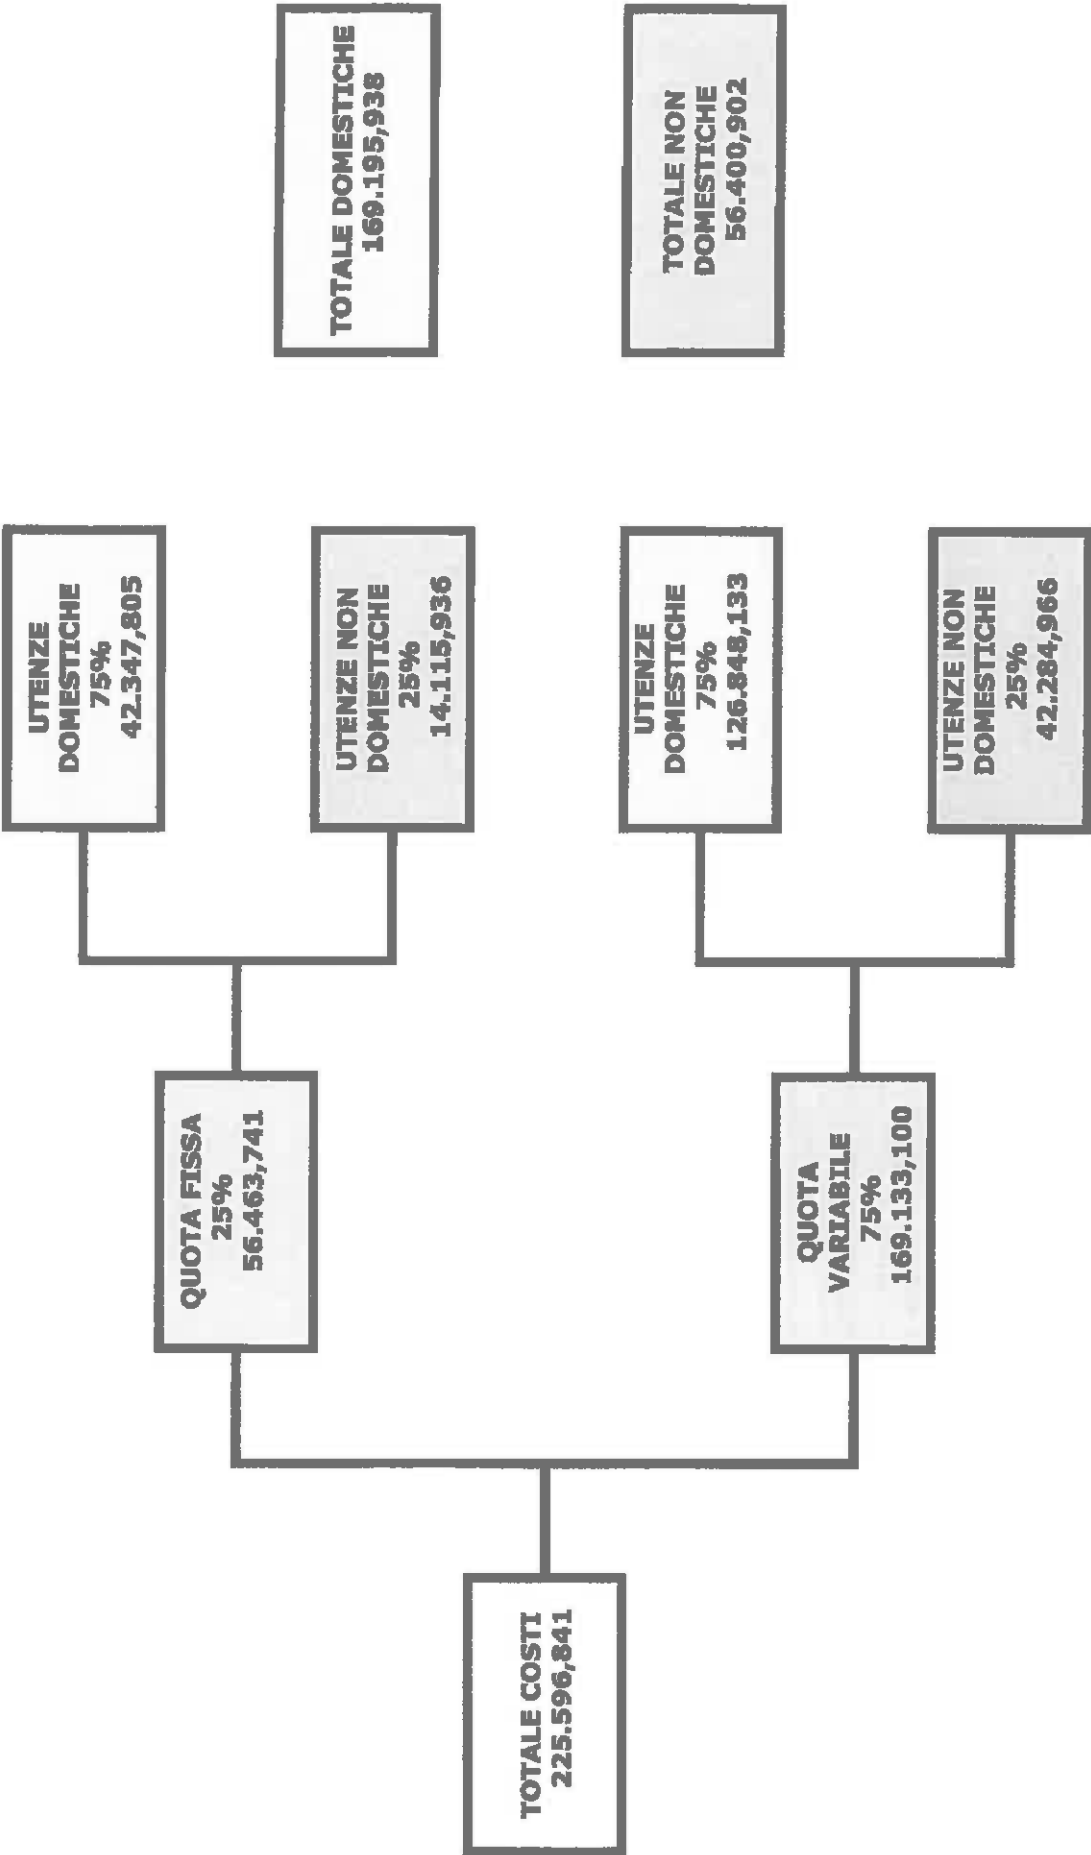 TOTALE COSTI
225.596,841
QUOTA FISSA
25%
56.463,741
QUOTA
VARIABILE
75%
169.133,100
UTENZE
DOMESTICHE
75%
42.347,805
UTENZE NON
DOMESTICHE
25%
14.115,936
UTENZE
DOMESTICHE
75%
126.848,133
UTENZE NON
DOMESTICHE
25%
42.284,966
TOTALE DOMESTICHE
169.195,938
TOTALE NON
DOMESTICHE
56.400,902